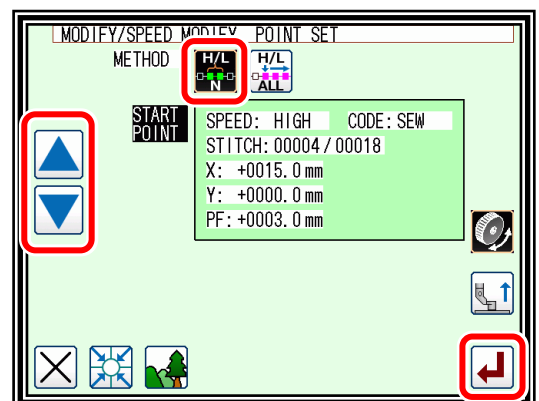 MODIFY/SPEED MODIFY POINT SET
METHOD
H/L
N
H/L
ALL
START
POINT
SPEED: HIGH CODE:SEW
STITCH:00004/00018
X: +0015.0mm
Y: +0000.0mm
PF:+0003.0mm